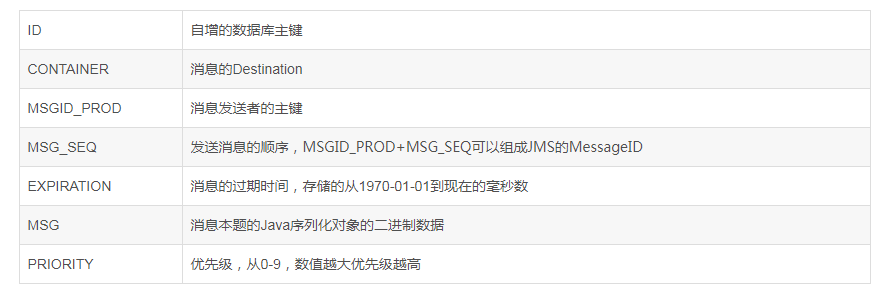 ID 自增的数据库主键
CONTAINER 消息的Destination
MSGID_PROD 消息发送者的主键
MSG_SEQ 发送消息的顺序，MSGID_PROD+MSG_SEQ可以组成JMS的MessageID
EXPIRATION 消息的过期时间，存储的从1970-01-01到现在的毫秒数
MSG 消息本题的Java序列化对象的二进制数据
PRIORITY 优先级，从0-9，数值越大优先级越高